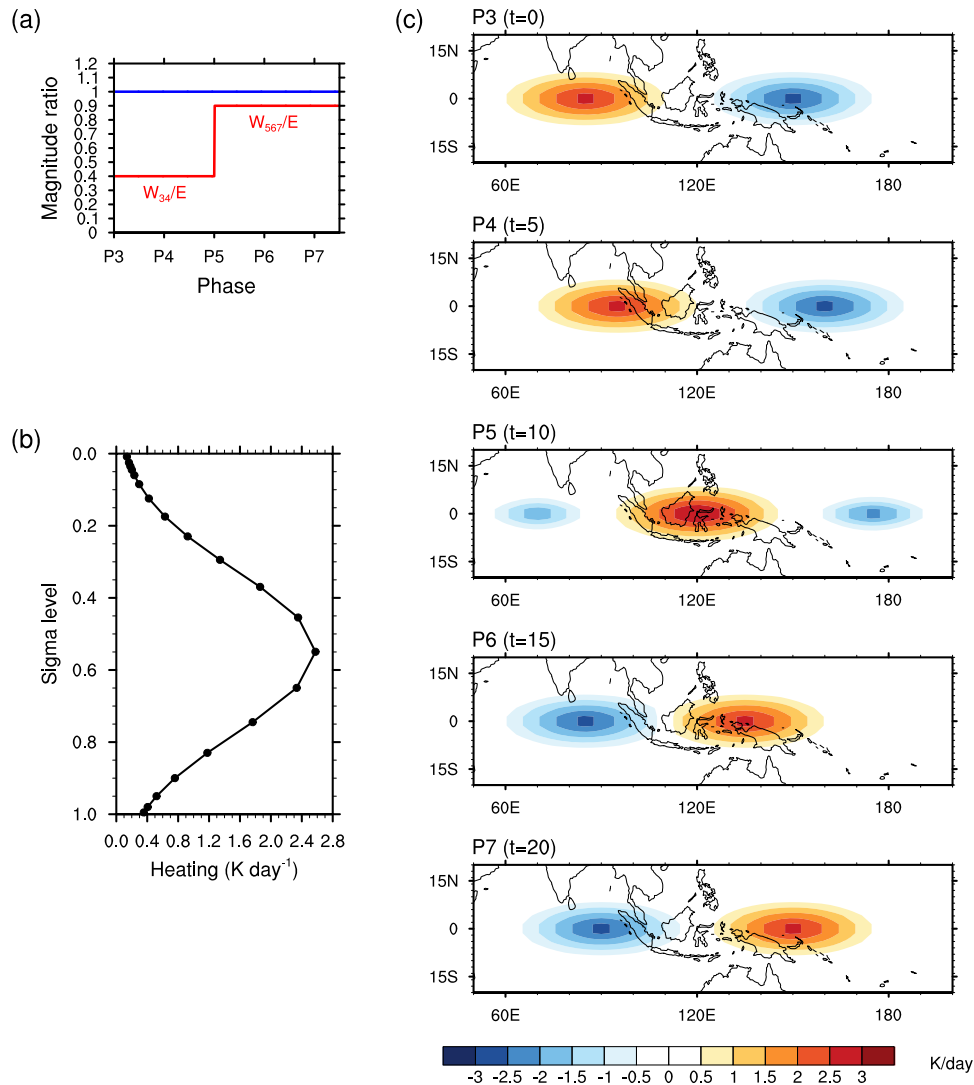 (a)
1.2
1.1
1
0.9
0.8
0.7
0.6
0.5
0.4
0.3
0.2
0.1
0
Magnitude ratio
W567/E
W34/E
P3 P4 P5 P6 P7
Phase
(b)
0.0
0.2
0.4
0.6
0.8
1.0
Sigma level
0.0 0.4 0.8 1.2 1.6 2.0 2.4 2.8
Heating (K day-1)
(c)
P3 (t=0)
15N
0
15S
60E 120E 180
P4 (t=5)
15N
0
15S
60E 120E 180
P5 (t=10)
15N
0
15S
60E 120E 180
P6 (t=15)
15N
0
15S
60E 120E 180
P7 (t=20)
15N
0
15S
60E 120E 180
-3 -2.5 -2 -1.5 -1 -0.5 0 0.5 1 1.5 2 2.5 3
K/day